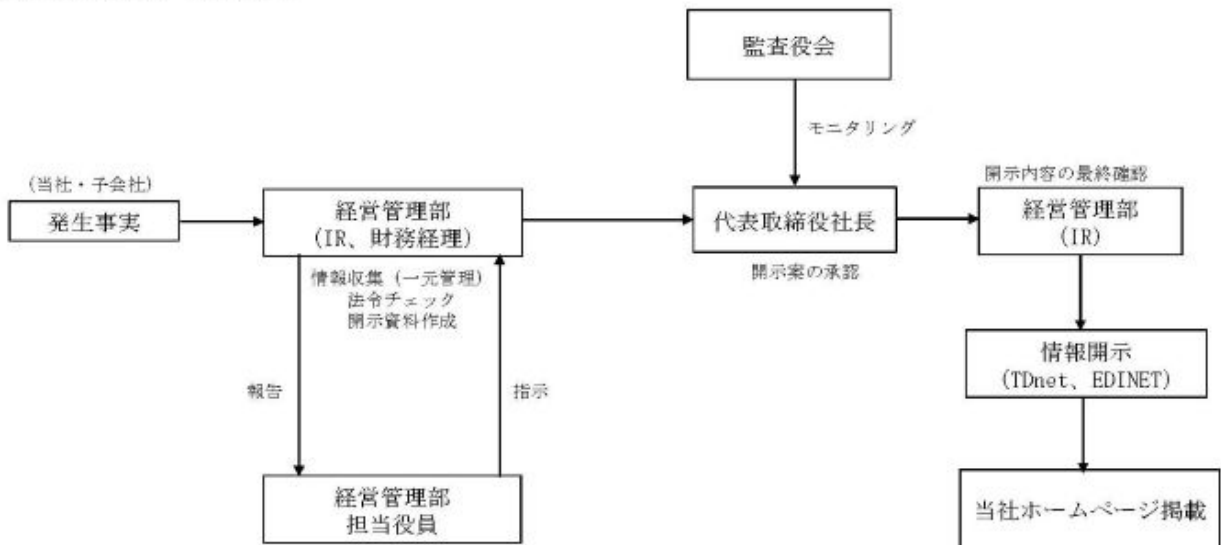 監査役会
モニタリング
(当社・子会社)
発生事実
経営管理部
(IR、財務経理)
情報収集（一元管理)
法令チェック
開示資料作成
報告
指示
経営管理部
担当役員
代表取締役社長
開示案の承認
開示内容の最終確認
経営管理部
(IR)
情報開示
(TDnet、EDINET)
当社ホームページ掲載